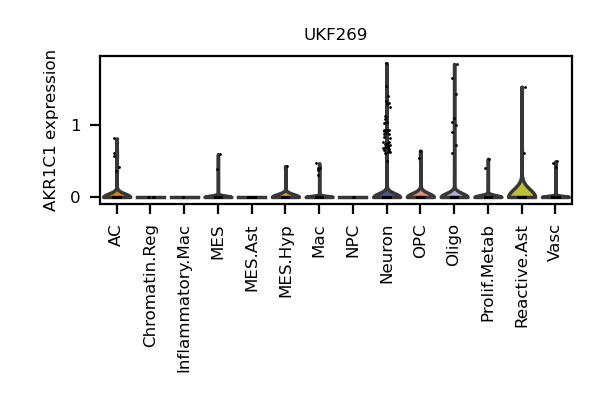 UKF269
AKR1C1 expression
1
0
AC
Chromatin.Reg
Inflammatory.Mac
MES
MES.Ast
MES.Hyp
Mac
NPC
Neuron
OPC
Oligo
Prolif.Metab
Reactive.Ast
Vasc